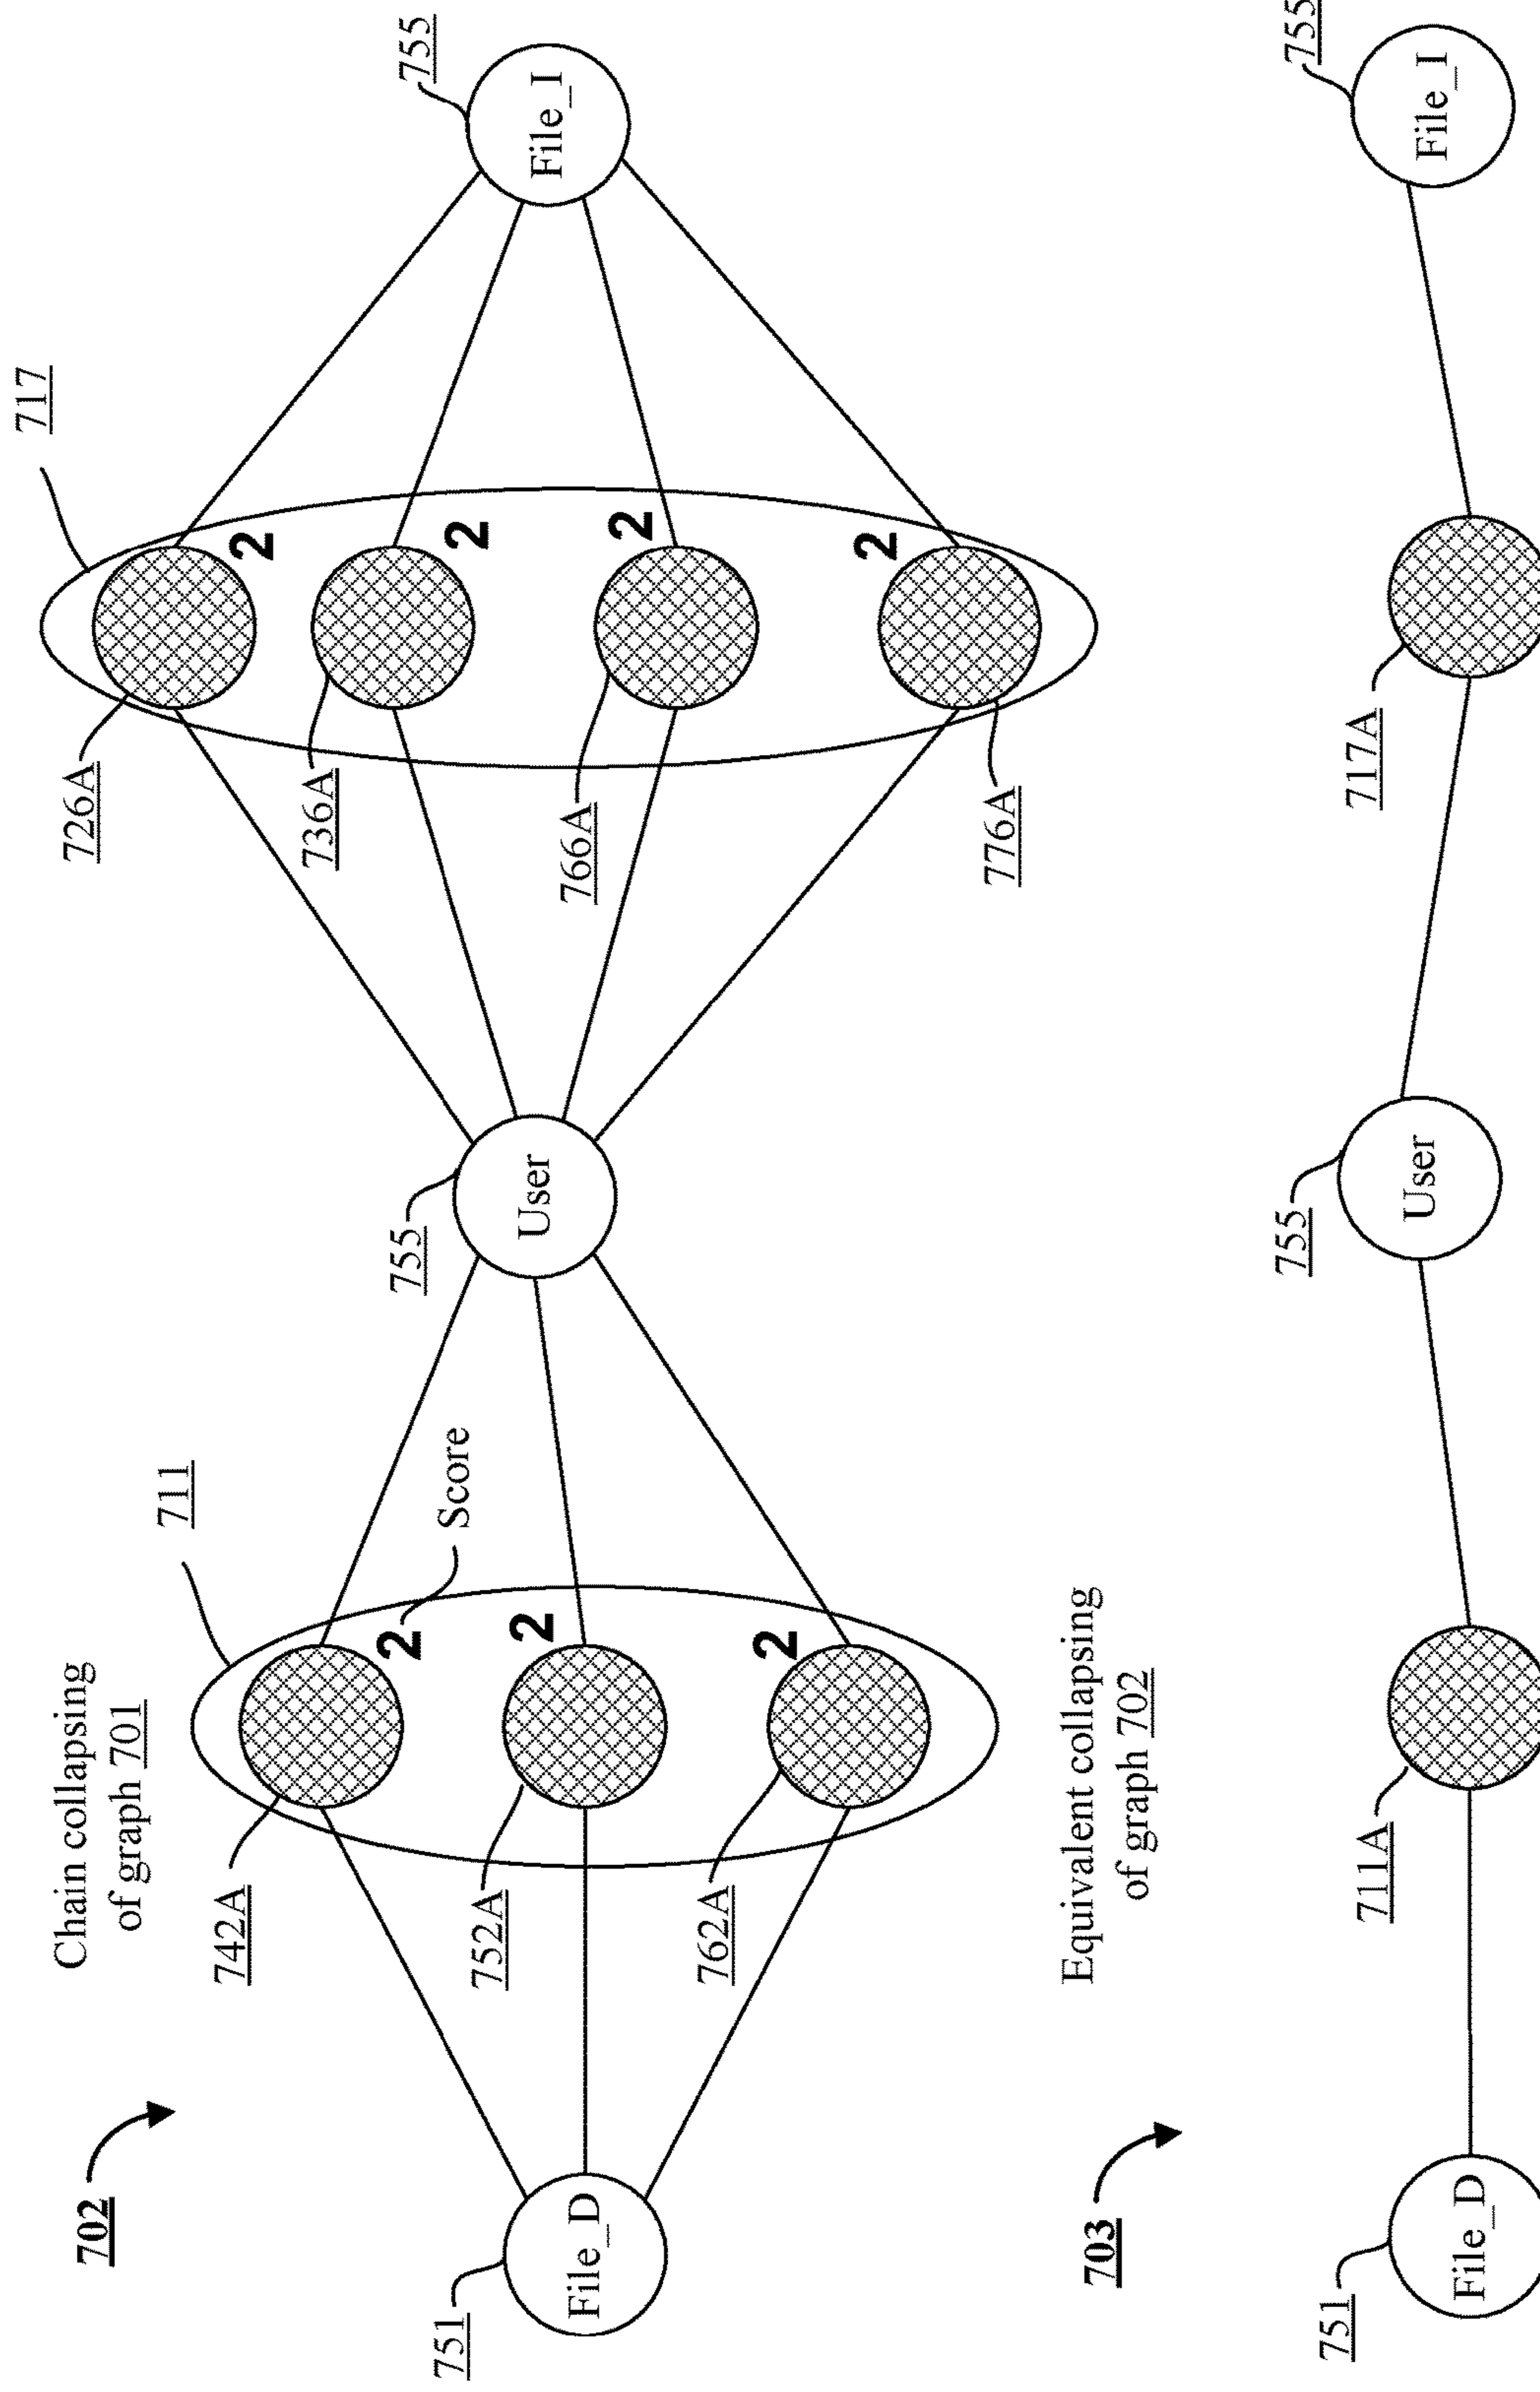 702
Chain collapsing
of graph 701
711
717
742A
2
Score
752A
2
762A
2
751
File_D
755
User
726A
2
736A
2
766A
2
776A
2
755
File_I
703
Equivalent collapsing
of graph 702
751
File_D
711A
755
User
717A
755
File_I